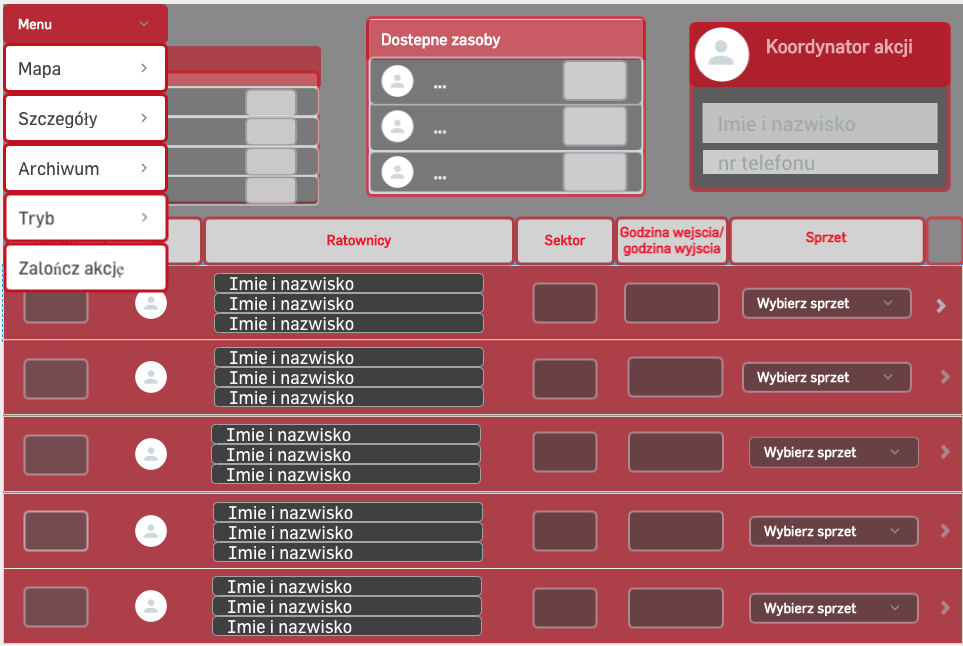 Menu
Mapa
Szczegóły
Archiwum
Tryb
Zalończ akcję
Dostepne zasoby
...
...
...
Koordynator akcji
Imie i nazwisko
nr telefonu
Ratownicy
Sektor
Godzina wejscia/
godzina wyjscia
Sprzet
Imie i nazwisko
Imie i nazwisko
Imie i nazwisko
Wybierz sprzet
Imie i nazwisko
Imie i nazwisko
Imie i nazwisko
Wybierz sprzet
Imie i nazwisko
Imie i nazwisko
Imie i nazwisko
Wybierz sprzet
Imie i nazwisko
Imie i nazwisko
Imie i nazwisko
Wybierz sprzet
Imie i nazwisko
Imie i nazwisko
Imie i nazwisko
Wybierz sprzet